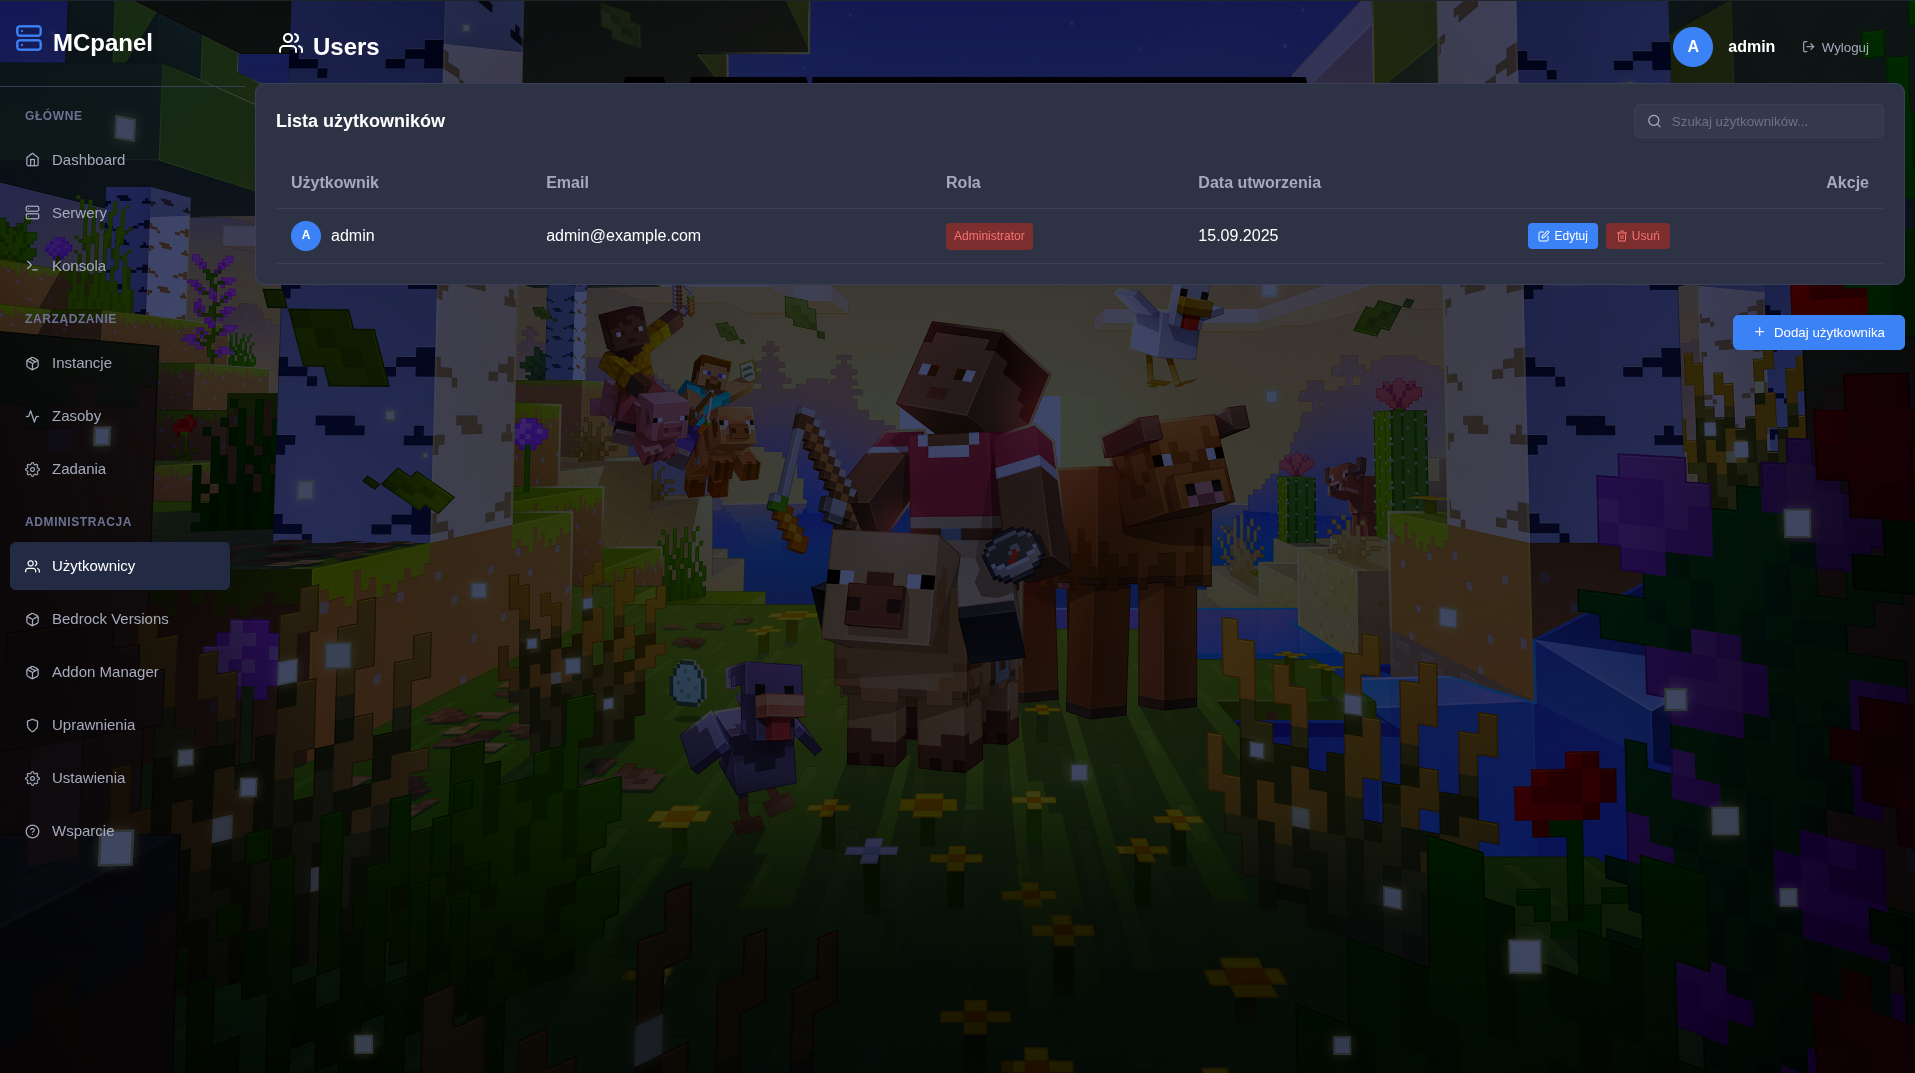 MCpanel
GŁÓWNE
Dashboard
Serwery
Konsola
ZARZĄDZANIE
Instancje
Zasoby
Zadania
ADMINISTRACJA
Użytkownicy
Bedrock Versions
Addon Manager
Uprawnienia
Ustawienia
Wsparcie
Users
A admin Wyloguj
Lista użytkowników
Szukaj użytkowników...
Użytkownik Email Rola Data utworzenia Akcje
A admin admin@example.com Administrator 15.09.2025 Edytuj Usuń
Dodaj użytkownika